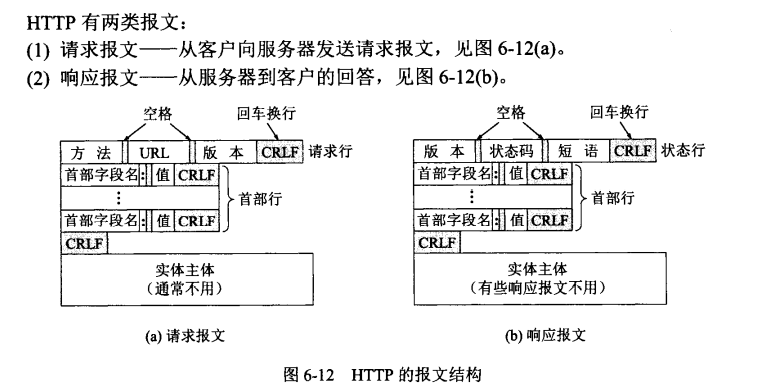 HTTP 有两类报文：
(1) 请求报文——从客户向服务器发送请求报文，见图 6-12(a)。
(2) 响应报文——从服务器到客户的回答，见图 6-12(b)。
空格 回车换行
方 法 URL 版 本 CRLF 请求行
首部字段名 : 值 CRLF
⋮ 首部行
首部字段名 : 值 CRLF
CRLF
实体主体
（通常不用）
(a) 请求报文
空格 回车换行
版 本 状态码 短 语 CRLF 状态行
首部字段名 : 值 CRLF
⋮ 首部行
首部字段名 : 值 CRLF
CRLF
实体主体
（有些响应报文不用）
(b) 响应报文
图 6-12 HTTP 的报文结构